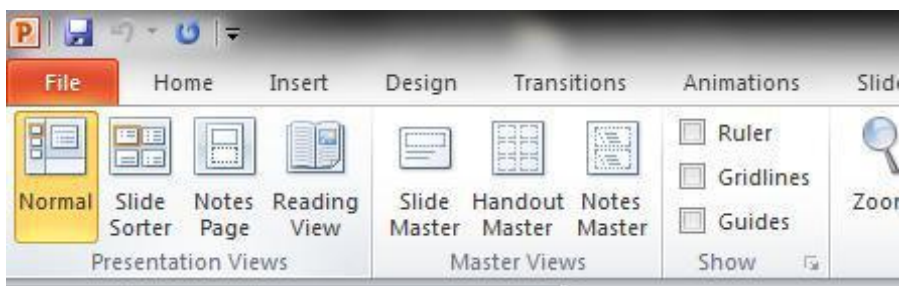 P
File Home Insert Design Transitions Animations
Normal Slide Sorter Notes Page Reading View Slide Master Handout Master Notes Master Ruler
Gridlines
Guides
Presentation Views Master Views Show